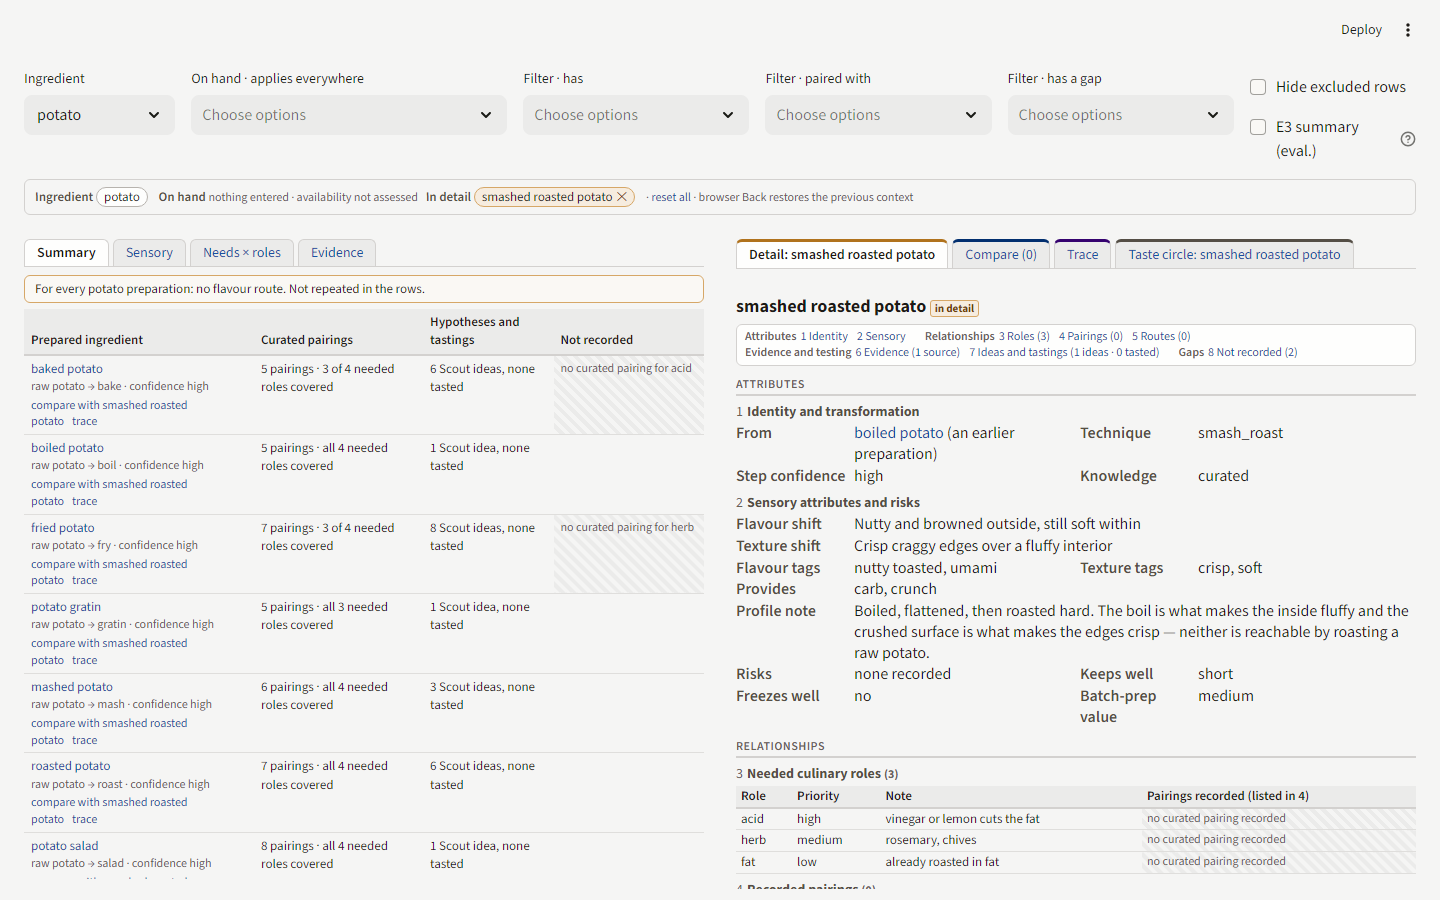 Deploy
Ingredient
On hand · applies everywhere
Filter · has
Filter · paired with
Filter · has a gap
potato
Choose options
Choose options
Choose options
Choose options
Hide excluded rows
E3 summary
(eval.)
Ingredient potato On hand nothing entered · availability not assessed In detail smashed roasted potato · reset all · browser Back restores the previous context
Summary
Sensory
Needs × roles
Evidence
For every potato preparation: no flavour route. Not repeated in the rows.
Prepared ingredient
Curated pairings
Hypotheses and
tastings
Not recorded
baked potato
raw potato → bake · confidence high
compare with smashed roasted
potato trace
5 pairings · 3 of 4 needed
roles covered
6 Scout ideas, none
tasted
no curated pairing for acid
boiled potato
raw potato → boil · confidence high
compare with smashed roasted
potato trace
5 pairings · all 4 needed
roles covered
1 Scout idea, none
tasted
fried potato
raw potato → fry · confidence high
compare with smashed roasted
potato trace
7 pairings · 3 of 4 needed
roles covered
8 Scout ideas, none
tasted
no curated pairing for herb
potato gratin
raw potato → gratin · confidence high
compare with smashed roasted
potato trace
5 pairings · all 3 needed
roles covered
1 Scout idea, none
tasted
mashed potato
raw potato → mash · confidence high
compare with smashed roasted
potato trace
6 pairings · all 4 needed
roles covered
3 Scout ideas, none
tasted
roasted potato
raw potato → roast · confidence high
compare with smashed roasted
potato trace
7 pairings · all 4 needed
roles covered
6 Scout ideas, none
tasted
potato salad
raw potato → salad · confidence high
8 pairings · all 4 needed
roles covered
1 Scout idea, none
tasted
Detail: smashed roasted potato
Compare (0)
Trace
Taste circle: smashed roasted potato
smashed roasted potato in detail
Attributes 1 Identity 2 Sensory Relationships 3 Roles (3) 4 Pairings (0) 5 Routes (0)
Evidence and testing 6 Evidence (1 source) 7 Ideas and tastings (1 ideas · 0 tasted) Gaps 8 Not recorded (2)
ATTRIBUTES
1 Identity and transformation
From boiled potato (an earlier
preparation)
Technique smash_roast
Step confidence high
Knowledge curated
2 Sensory attributes and risks
Flavour shift Nutty and browned outside, still soft within
Texture shift Crisp craggy edges over a fluffy interior
Flavour tags nutty toasted, umami
Texture tags crisp, soft
Provides carb, crunch
Profile note Boiled, flattened, then roasted hard. The boil is what makes the inside fluffy and the
crushed surface is what makes the edges crisp — neither is reachable by roasting a
raw potato.
Risks none recorded
Keeps well short
Freezes well no
Batch-prep
value
medium
RELATIONSHIPS
3 Needed culinary roles (3)
Role Priority Note Pairings recorded (listed in 4)
acid high vinegar or lemon cuts the fat no curated pairing recorded
herb medium rosemary, chives no curated pairing recorded
fat low already roasted in fat no curated pairing recorded
4 Recorded pairings (0)